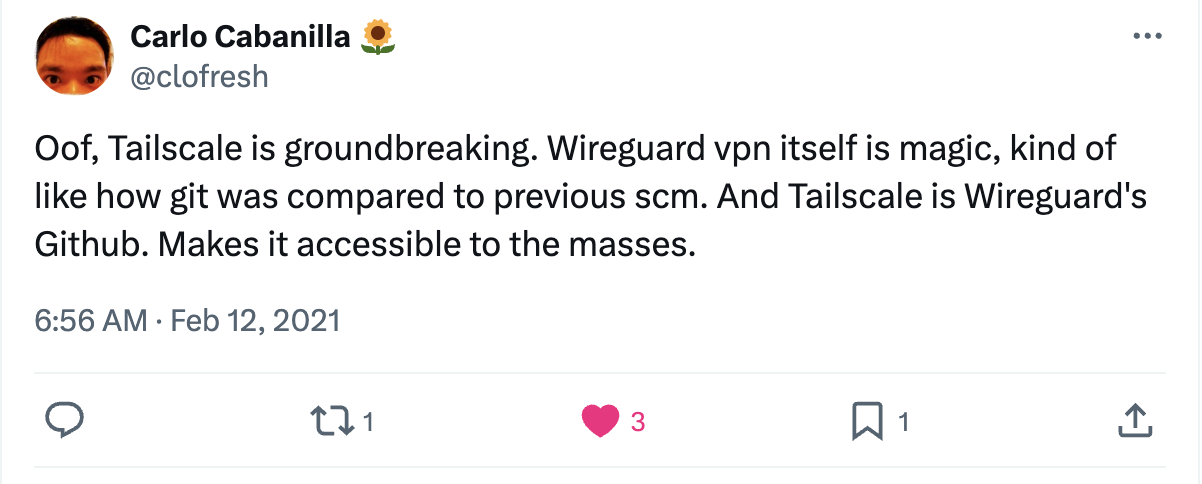 Carlo Cabanilla 🌻
@clofresh
Oof, Tailscale is groundbreaking. Wireguard vpn itself is magic, kind of
like how git was compared to previous scm. And Tailscale is Wireguard's
Github. Makes it accessible to the masses.
6:56 AM · Feb 12, 2021
1 3 1